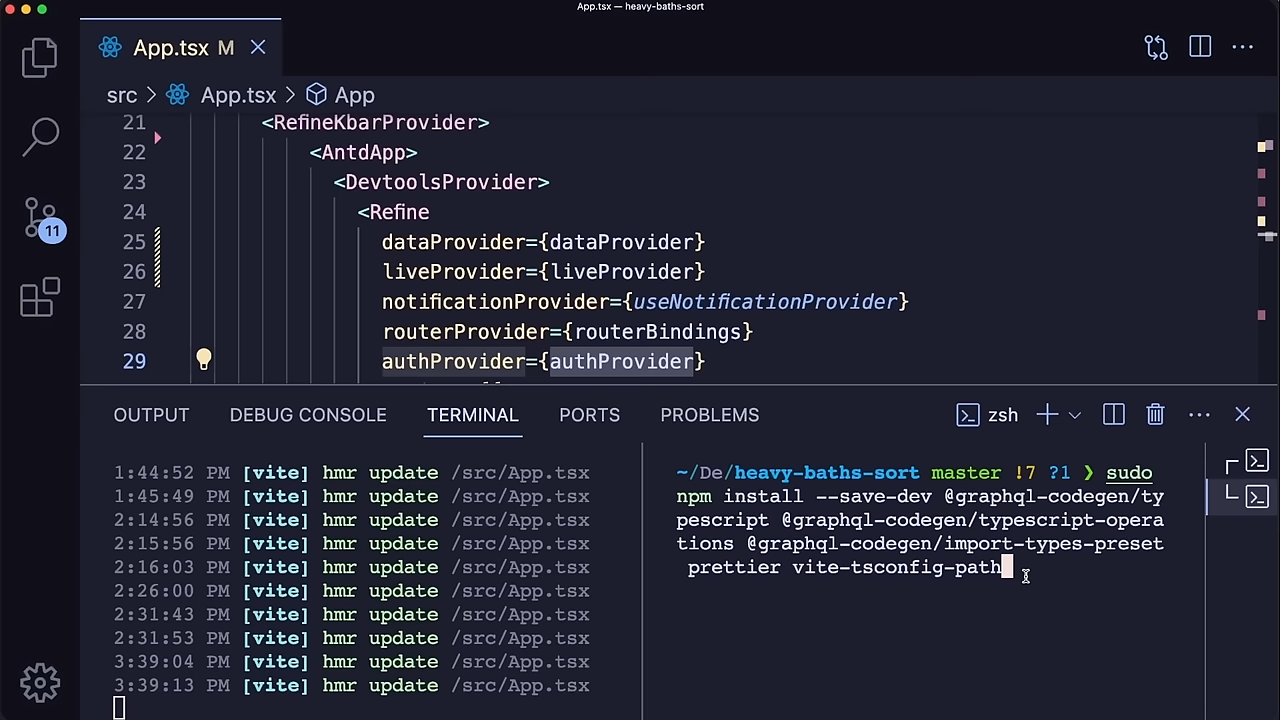 App.tsx — heavy-baths-sort
App.tsx M
src > App.tsx > App
11
21 <RefineKbarProvider>
22 <AntdApp>
23 <DevtoolsProvider>
24 <Refine
25 dataProvider={dataProvider}
26 liveProvider={liveProvider}
27 notificationProvider={useNotificationProvider}
28 routerProvider={routerBindings}
29 authProvider={authProvider}
OUTPUT DEBUG CONSOLE TERMINAL PORTS PROBLEMS zsh
1:44:52 PM [vite] hmr update /src/App.tsx
1:45:49 PM [vite] hmr update /src/App.tsx
2:14:56 PM [vite] hmr update /src/App.tsx
2:15:56 PM [vite] hmr update /src/App.tsx
2:16:03 PM [vite] hmr update /src/App.tsx
2:26:00 PM [vite] hmr update /src/App.tsx
2:31:43 PM [vite] hmr update /src/App.tsx
2:31:53 PM [vite] hmr update /src/App.tsx
3:39:04 PM [vite] hmr update /src/App.tsx
3:39:13 PM [vite] hmr update /src/App.tsx
~/De/heavy-baths-sort master !7 ?1 ❯ sudo
npm install --save-dev @graphql-codegen/ty
pescript @graphql-codegen/typescript-opera
tions @graphql-codegen/import-types-preset
prettier vite-tsconfig-path